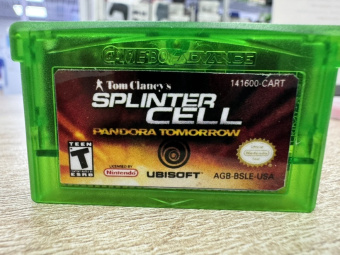 GAME BOY ADVANCE
Tom Clancy's
141600-CART
SPLINTER
CELL
PANDORA TOMORROW
TEEN
T
ESRB
LICENSED BY
Nintendo
UBISOFT
AGB-BSLE-USA